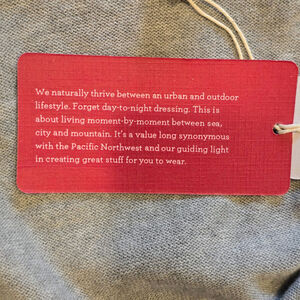 We naturally thrive between an urban and outdoor
lifestyle. Forget day-to-night dressing. This is
about living moment-by-moment between sea,
city and mountain. It's a value long synonymous
with the Pacific Northwest and our guiding light
in creating great stuff for you to wear.